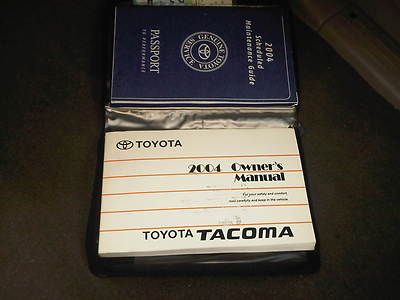 2004
Scheduled
Maintenance Guide
GENUINE
TOYOTA
SERVICE
PASSPORT
TO PERFORMANCE
TOYOTA
2004 Owner's
Manual
For your safety and comfort
read carefully and keep in the vehicle
TOYOTA TACOMA